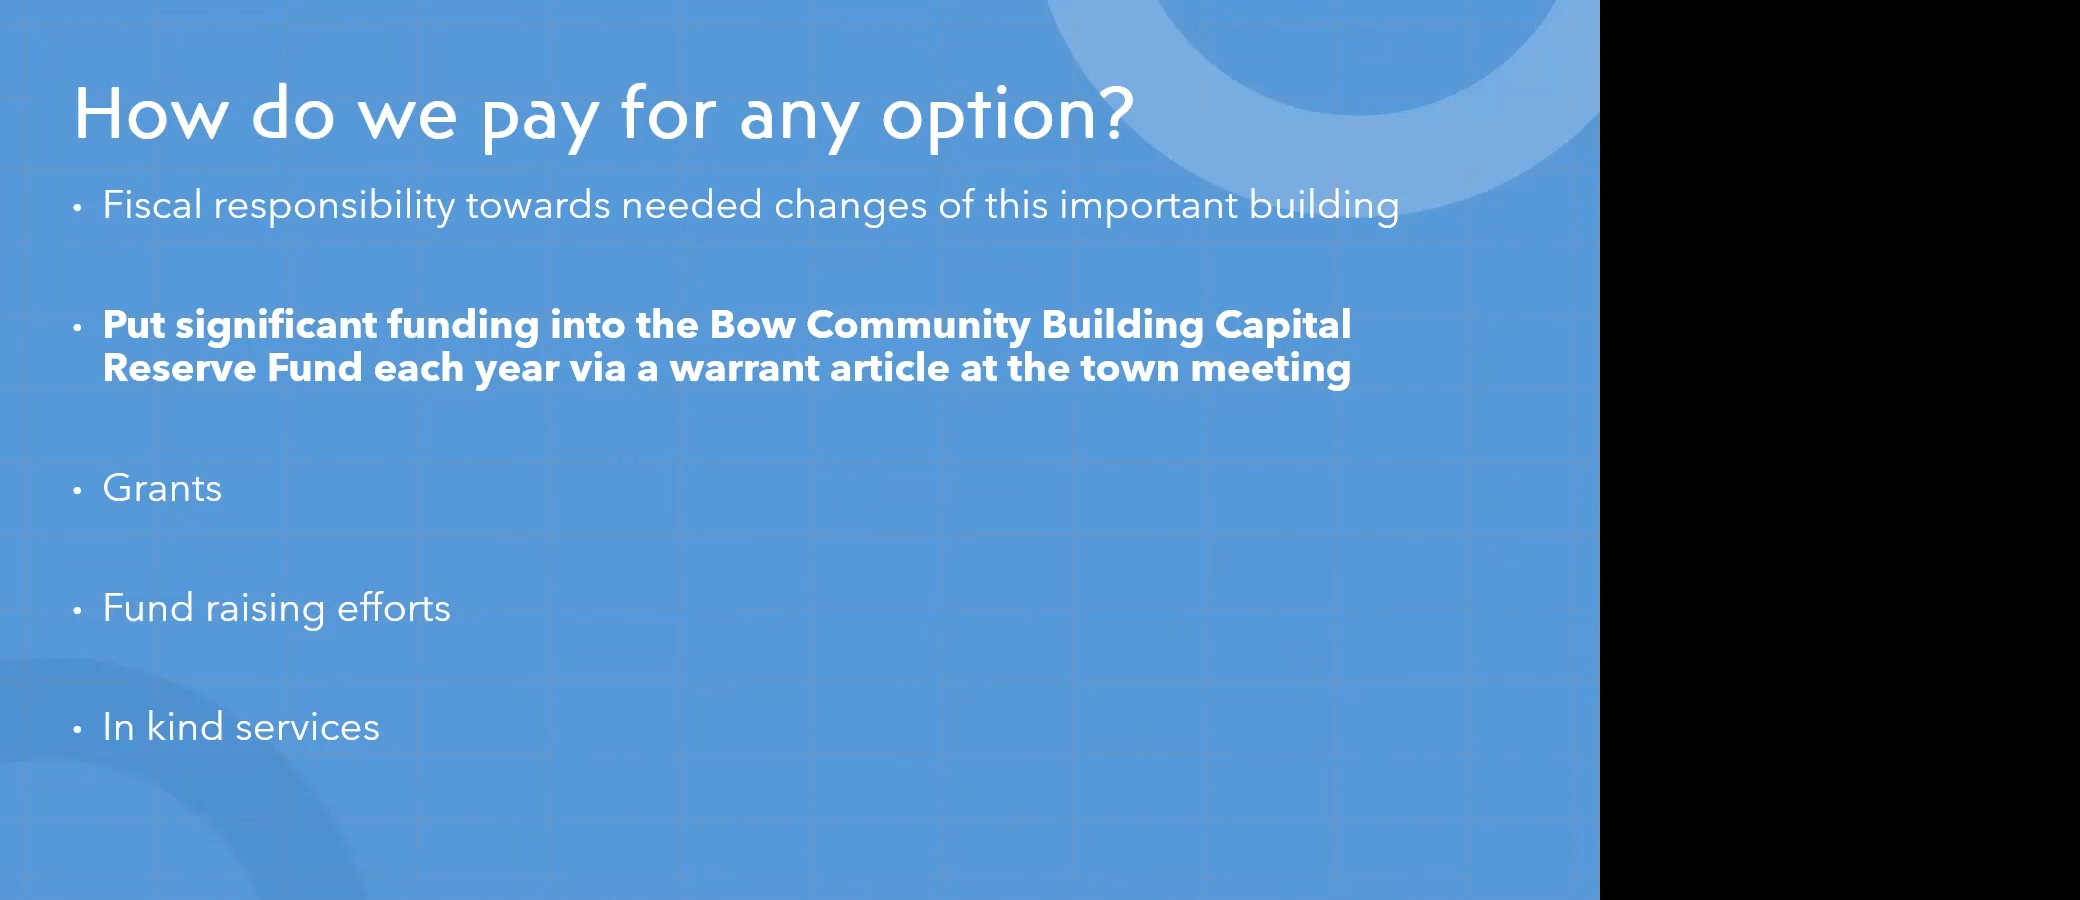 How do we pay for any option?
• Fiscal responsibility towards needed changes of this important building
• Put significant funding into the Bow Community Building Capital
Reserve Fund each year via a warrant article at the town meeting
• Grants
• Fund raising efforts
• In kind services